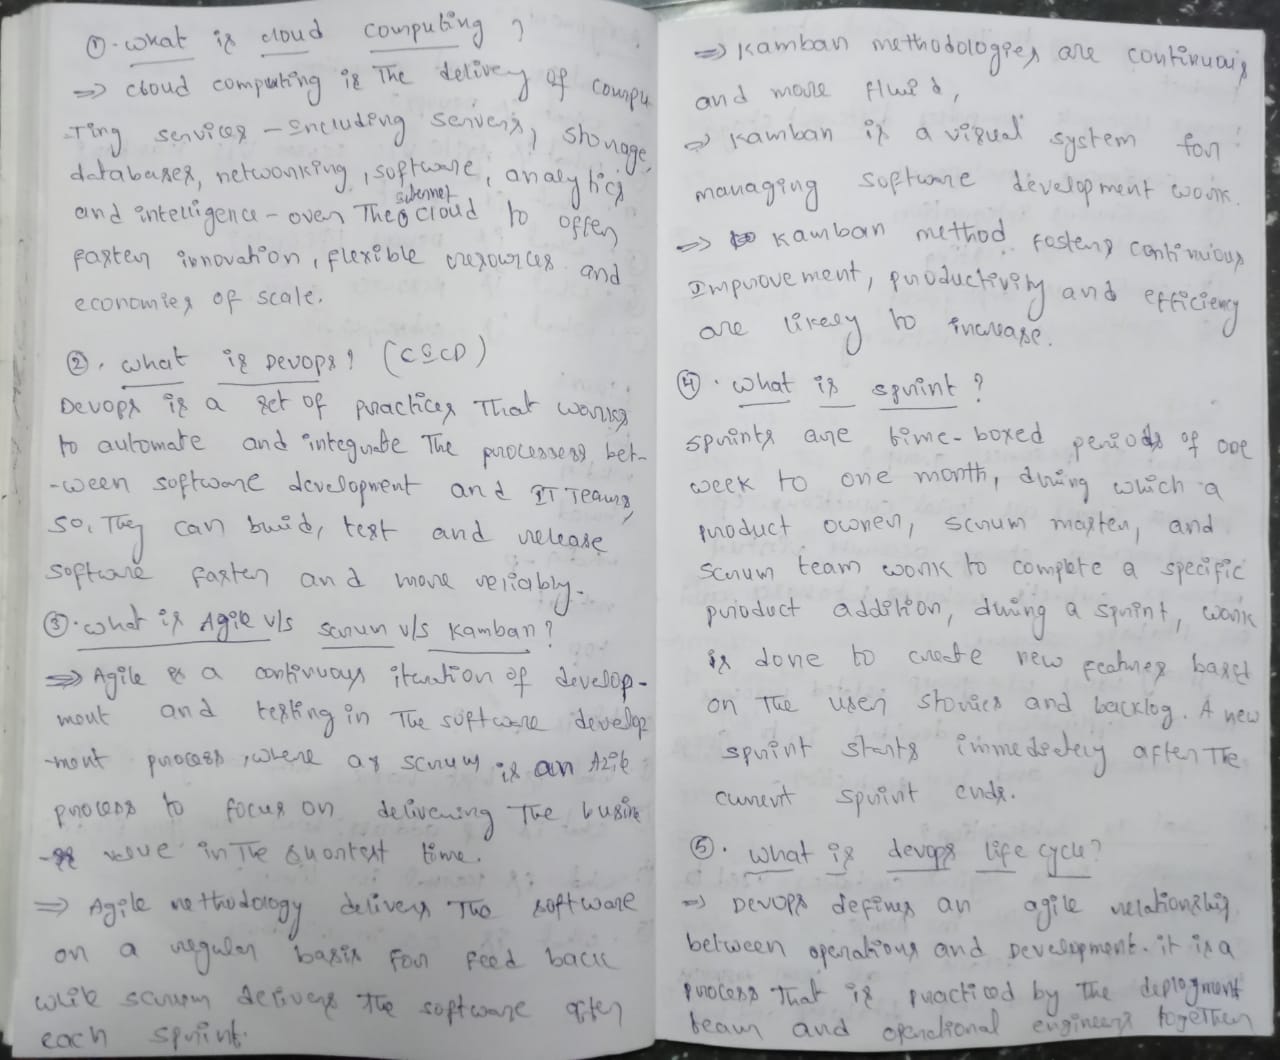 ①. what is cloud computing ?
=> cloud computing is The delivery of compu
Ting services - Including servers, storage,
databases, networking, software, analytics
internet
and intelligence - over The cloud to offer
faster innovation, flexible resources and
economies of scale.
②. what is Devops? (CICD)
Devops is a set of practices That works
to automate and integrate The processess bet-
-ween software development and IT Teams,
so, They can buid, test and release
software faster and more reliably.
③. what is Agile v/s scrum v/s kamban?
=> Agile is a continuous iteration of develop-
ment and testing in The software develop
-ment process, where as scrum is an Agile
process to focus on delivering The busine
value in The shortest time.
=> Agile methodology delivers The software
on a regular basis for feed back
while scrum delivers The software after
each sprint.
=> kamban methodologies are continuous
and more fluid,
=> kamban is a visual system for
managing software development work.
=> kamban method fosters continuous
Improvement, productivity and efficiency
are likely to increase.
④. what is sprint?
sprints are time-boxed periods of one
week to one month, during which a
product owner, scrum master, and
scrum team work to complete a specific
product addition, during a sprint, work
is done to create new features based
on The user stories and backlog. A new
sprint starts immediately after The
current sprint ends.
⑤. what is devops life cycle?
=> Devops defines an agile relationship
between operations and Development. it is a
process That is practiced by The deployment
team and operational engineers together